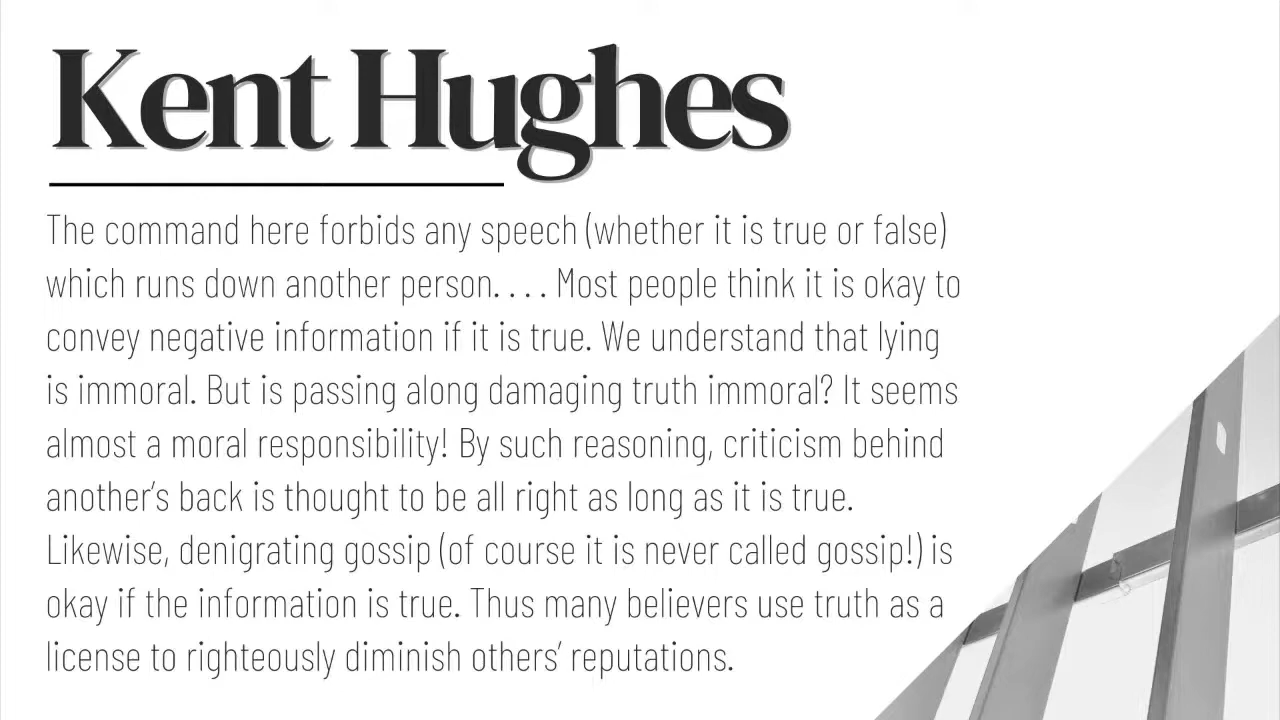 Kent Hughes
The command here forbids any speech (whether it is true or false)
which runs down another person. . . . Most people think it is okay to
convey negative information if it is true. We understand that lying
is immoral. But is passing along damaging truth immoral? It seems
almost a moral responsibility! By such reasoning, criticism behind
another’s back is thought to be all right as long as it is true.
Likewise, denigrating gossip (of course it is never called gossip!) is
okay if the information is true. Thus many believers use truth as a
license to righteously diminish others’ reputations.